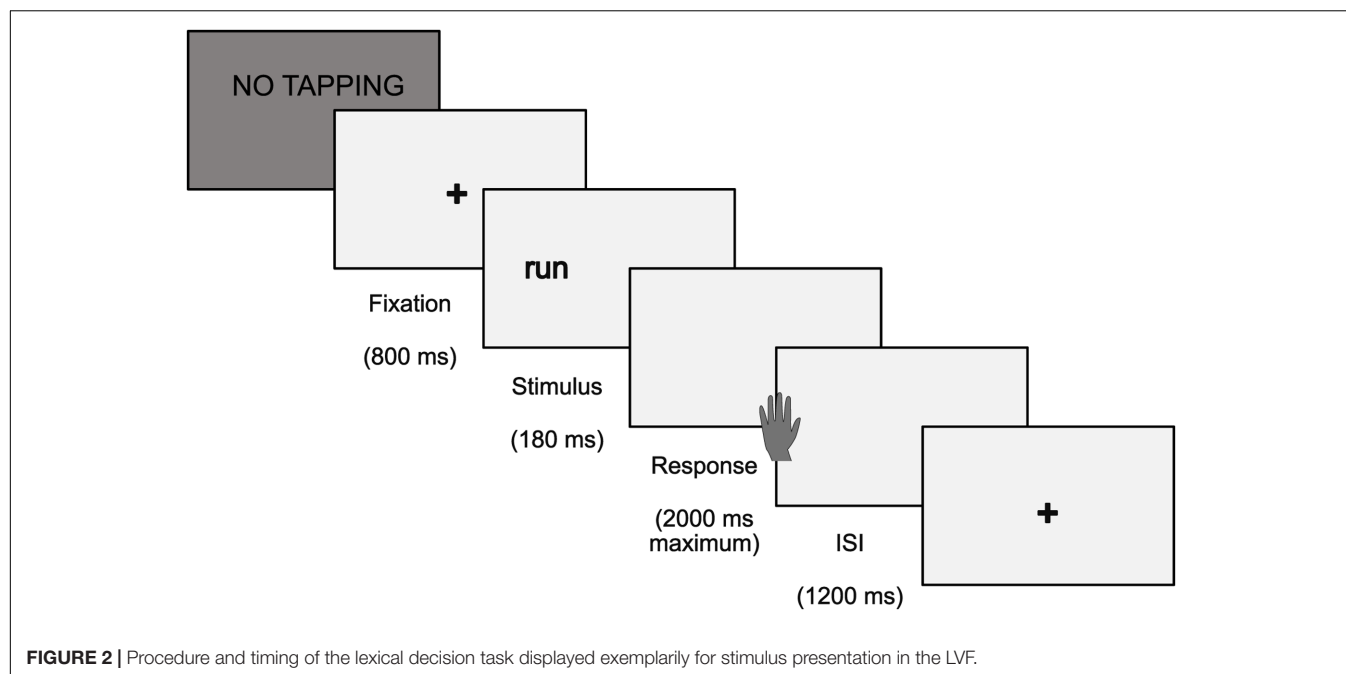 NO TAPPING
+
run
Fixation
(800 ms)
Stimulus
(180 ms)
Response
(2000 ms
maximum)
ISI
(1200 ms)
+
FIGURE 2 | Procedure and timing of the lexical decision task displayed exemplarily for stimulus presentation in the LVF.